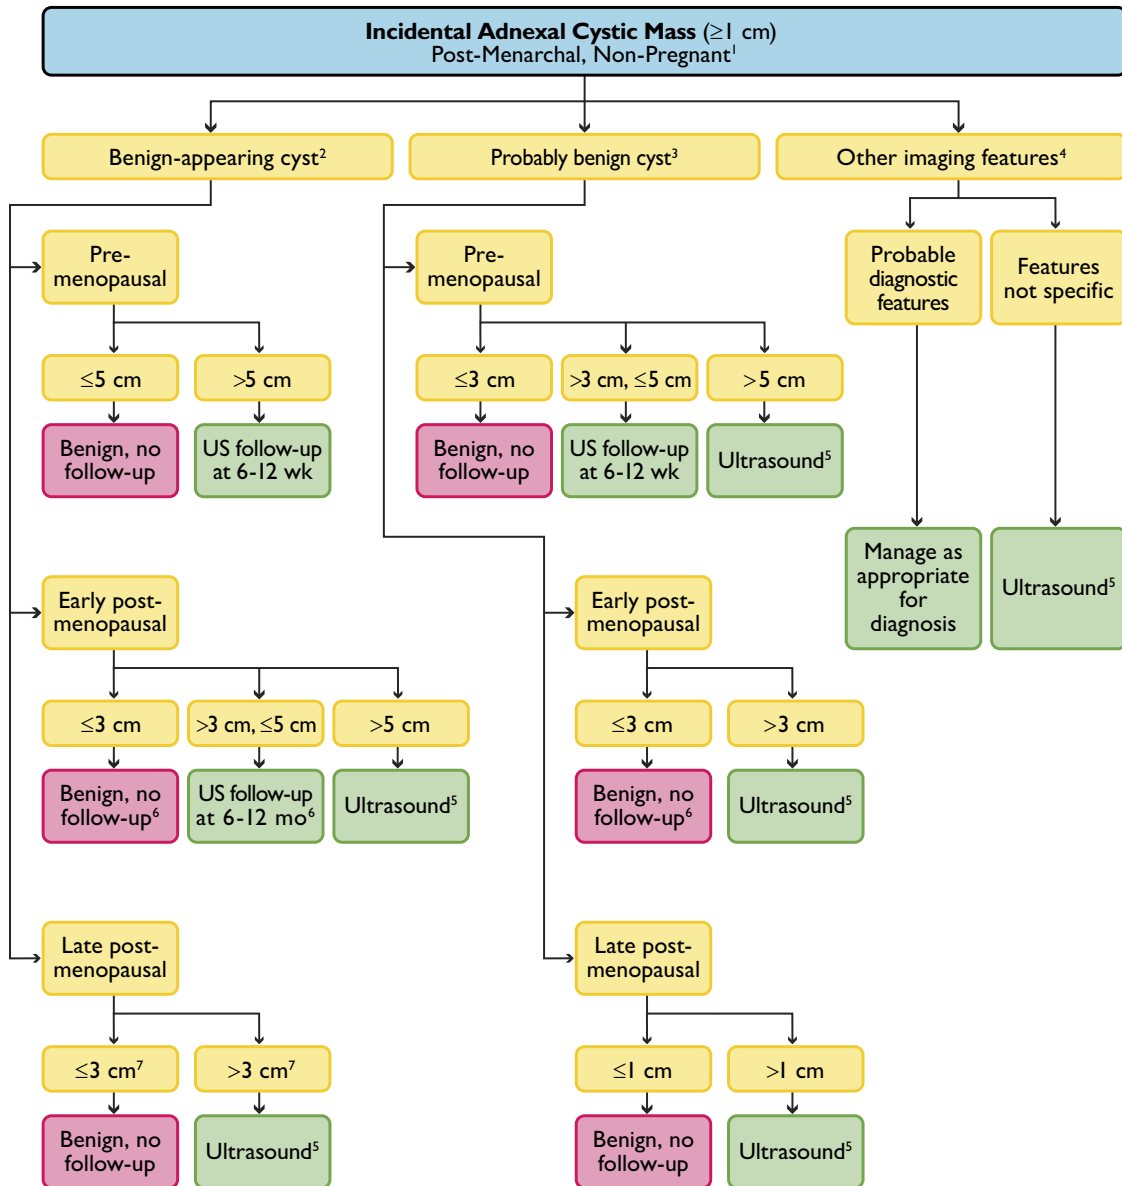 Incidental Adnexal Cystic Mass (≥1 cm)
Post-Menarchal, Non-Pregnant¹
Benign-appearing cyst²
Probably benign cyst³
Other imaging features⁴
Pre-
menopausal
≤5 cm
>5 cm
Benign, no
follow-up
US follow-up
at 6-12 wk
Early post-
menopausal
≤3 cm
>3 cm, ≤5 cm
>5 cm
Benign, no
follow-up⁶
US follow-up
at 6-12 mo⁶
Ultrasound⁵
Late post-
menopausal
≤3 cm⁷
>3 cm⁷
Benign, no
follow-up
Ultrasound⁵
Pre-
menopausal
≤3 cm
>3 cm, ≤5 cm
>5 cm
Benign, no
follow-up
US follow-up
at 6-12 wk
Ultrasound⁵
Early post-
menopausal
≤3 cm
>3 cm
Benign, no
follow-up⁶
Ultrasound⁵
Late post-
menopausal
≤1 cm
>1 cm
Benign, no
follow-up
Ultrasound⁵
Probable
diagnostic
features
Features
not specific
Manage as
appropriate
for
diagnosis
Ultrasound⁵